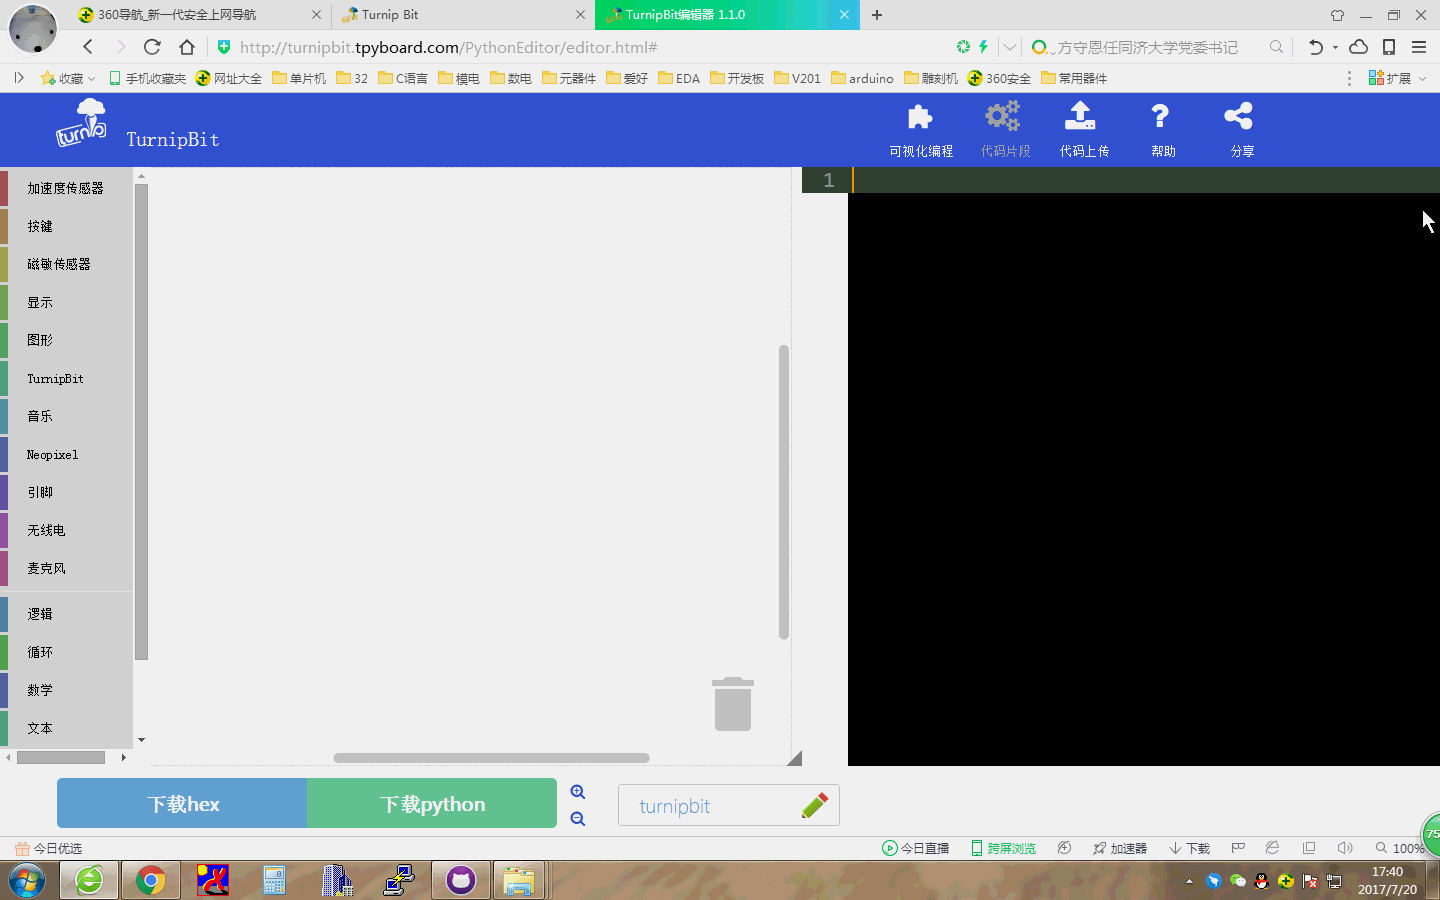 360导航_新一代安全上网导航
Turnip Bit
TurnipBit编辑器 1.1.0
http://turnipbit.tpyboard.com/PythonEditor/editor.html#
方守恩任同济大学党委书记
收藏
手机收藏夹
网址大全
单片机
32
C语言
模电
数电
元器件
爱好
EDA
开发板
V201
arduino
雕刻机
360安全
常用器件
扩展
turnip
TurnipBit
可视化编程
代码片段
代码上传
帮助
分享
加速度传感器
按键
磁敏传感器
显示
图形
TurnipBit
音乐
Neopixel
引脚
无线电
麦克风
逻辑
循环
数学
文本
1
下载hex
下载python
turnipbit
75
今日优选
今日直播
跨屏浏览
加速器
下载
100%
17:40
2017/7/20